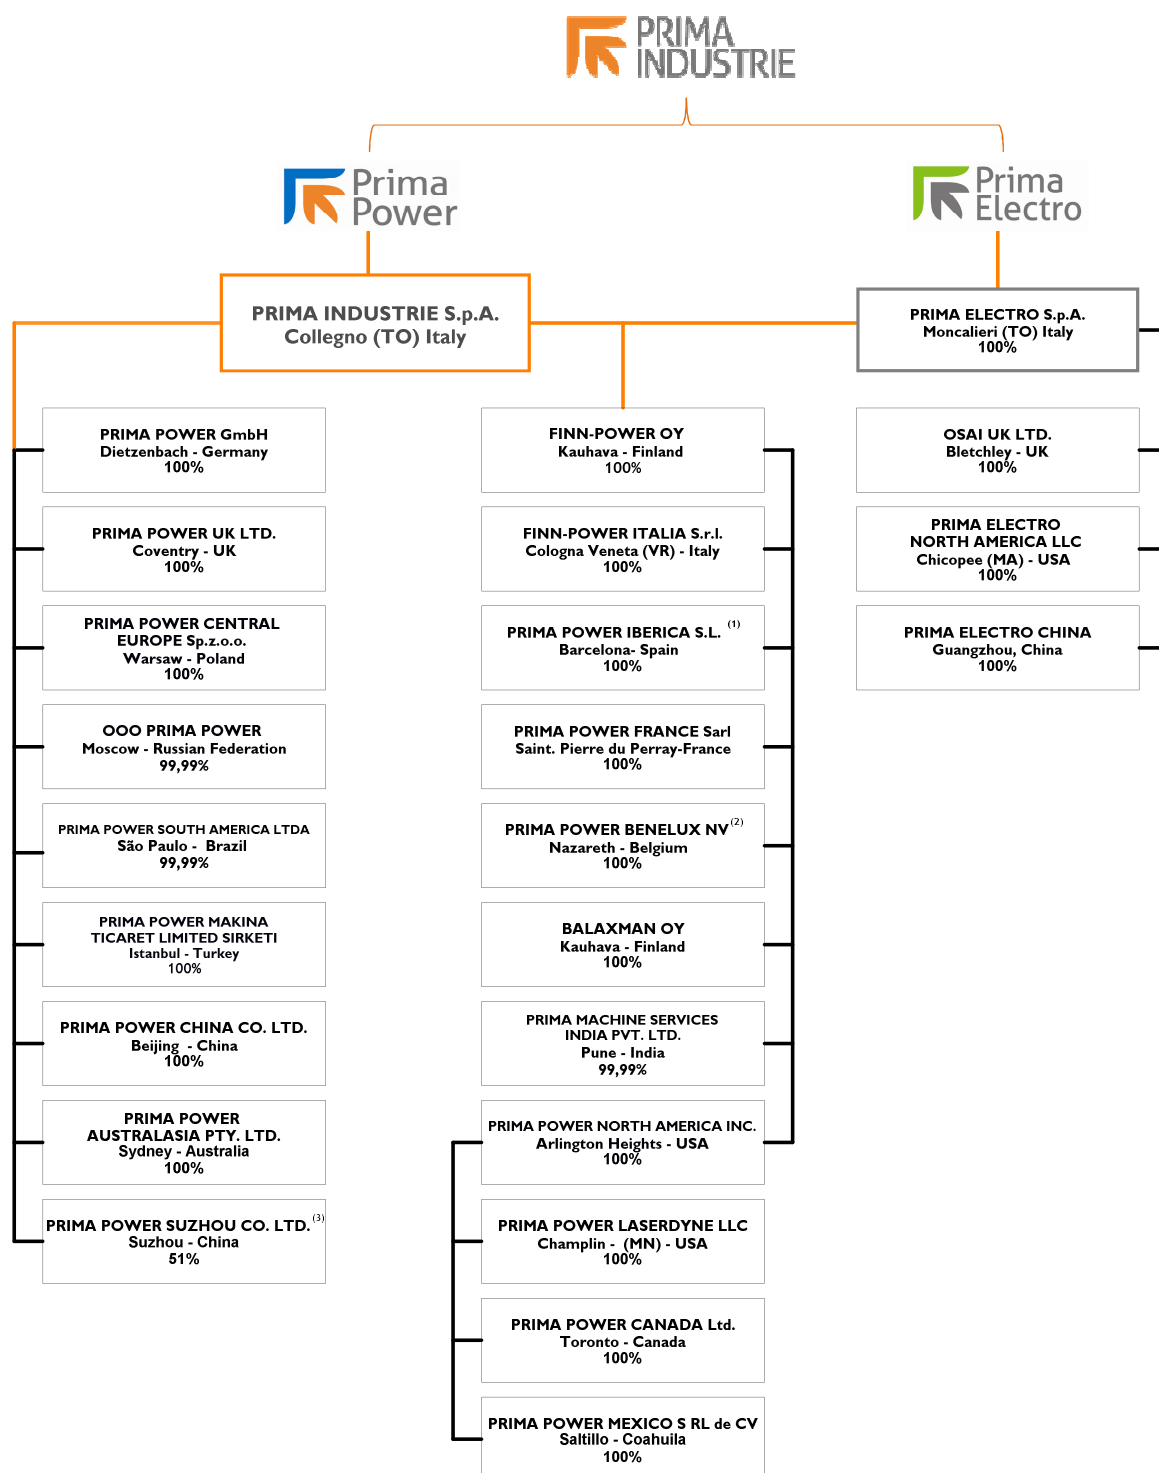 PRIMA
INDUSTRIE
Prima
Power
Prima
Electro
PRIMA INDUSTRIE S.p.A.
Collegno (TO) Italy
PRIMA ELECTRO S.p.A.
Moncalieri (TO) Italy
100%
PRIMA POWER GmbH
Dietzenbach - Germany
100%
PRIMA POWER UK LTD.
Coventry - UK
100%
PRIMA POWER CENTRAL
EUROPE Sp.z.o.o.
Warsaw - Poland
100%
OOO PRIMA POWER
Moscow - Russian Federation
99,99%
PRIMA POWER SOUTH AMERICA LTDA
São Paulo -  Brazil
99,99%
PRIMA POWER MAKINA
TICARET LIMITED SIRKETI
Istanbul - Turkey
100%
PRIMA POWER CHINA CO. LTD.
Beijing  - China
100%
PRIMA POWER
AUSTRALASIA PTY. LTD.
Sydney - Australia
100%
PRIMA POWER SUZHOU CO. LTD. (3)
Suzhou - China
51%
FINN-POWER OY
Kauhava - Finland
100%
FINN-POWER ITALIA S.r.l.
Cologna Veneta (VR) - Italy
100%
PRIMA POWER IBERICA S.L. (1)
Barcelona- Spain
100%
PRIMA POWER FRANCE Sarl
Saint. Pierre du Perray-France
100%
PRIMA POWER BENELUX NV (2)
Nazareth - Belgium
100%
BALAXMAN OY
Kauhava - Finland
100%
PRIMA MACHINE SERVICES
INDIA PVT. LTD.
Pune - India
99,99%
PRIMA POWER NORTH AMERICA INC.
Arlington Heights - USA
100%
PRIMA POWER LASERDYNE LLC
Champlin -  (MN) - USA
100%
PRIMA POWER CANADA Ltd.
Toronto - Canada
100%
PRIMA POWER MEXICO S RL de CV
Saltillo - Coahuila
100%
OSAI UK LTD.
Bletchley - UK
100%
PRIMA ELECTRO
NORTH AMERICA LLC
Chicopee (MA) - USA
100%
PRIMA ELECTRO CHINA
Guangzhou, China
100%